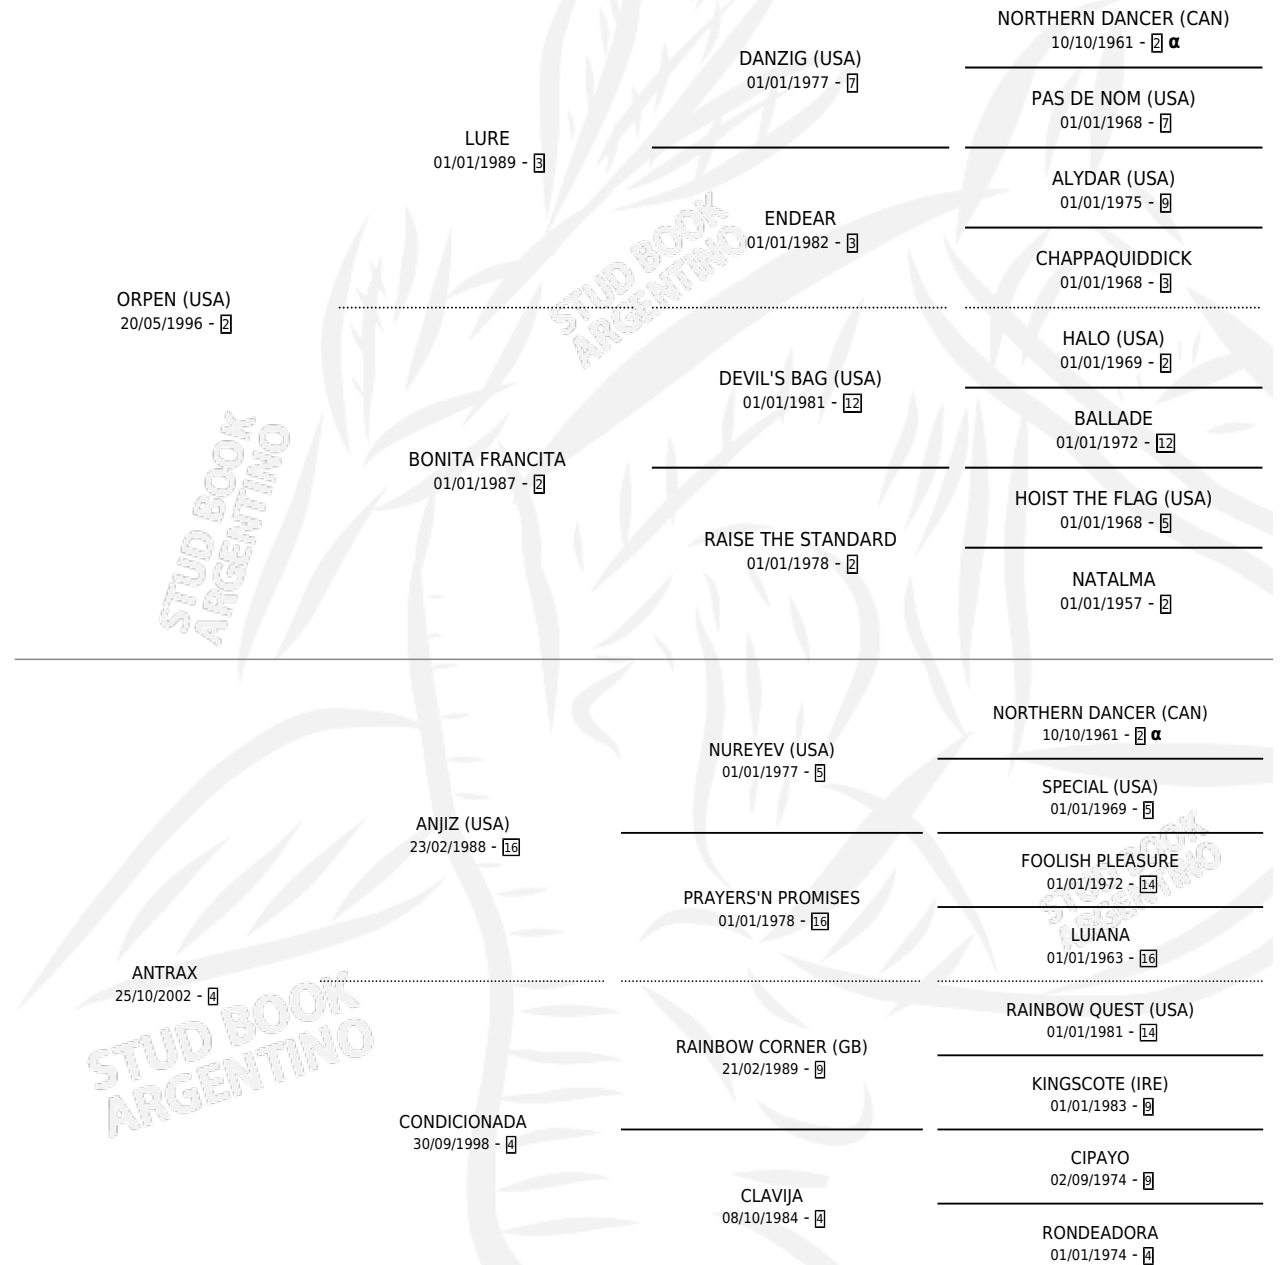 NORTHERN DANCER (CAN)
10/10/1961 - 2 α
DANZIG (USA)
01/01/1977 - 7
PAS DE NOM (USA)
01/01/1968 - 7
LURE
01/01/1989 - 3
ALYDAR (USA)
01/01/1975 - 9
ENDEAR
01/01/1982 - 3
CHAPPAQUIDDICK
01/01/1968 - 3
STUD BOOK
ARGENTINO
ORPEN (USA)
20/05/1996 - 2
HALO (USA)
01/01/1969 - 2
DEVIL'S BAG (USA)
01/01/1981 - 12
BALLADE
01/01/1972 - 12
BONITA FRANCITA
01/01/1987 - 2
HOIST THE FLAG (USA)
01/01/1968 - 5
RAISE THE STANDARD
01/01/1978 - 2
NATALMA
01/01/1957 - 2
STUD BOOK
ARGENTINO
NORTHERN DANCER (CAN)
10/10/1961 - 2 α
NUREYEV (USA)
01/01/1977 - 5
SPECIAL (USA)
01/01/1969 - 5
ANJIZ (USA)
23/02/1988 - 16
FOOLISH PLEASURE
01/01/1972 - 14
PRAYERS'N PROMISES
01/01/1978 - 16
LUIANA
01/01/1963 - 16
STUD BOOK
ARGENTINO
ANTRAX
25/10/2002 - 4
RAINBOW QUEST (USA)
01/01/1981 - 14
RAINBOW CORNER (GB)
21/02/1989 - 9
KINGSCOTE (IRE)
01/01/1983 - 9
CONDICIONADA
30/09/1998 - 4
CIPAYO
02/09/1974 - 9
CLAVIJA
08/10/1984 - 4
RONDEADORA
01/01/1974 - 4
STUD BOOK
ARGENTINO